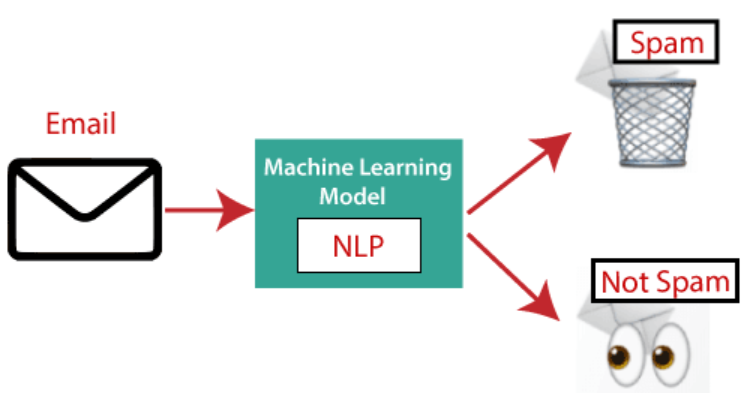 Email
Machine Learning
Model
NLP
Spam
Not Spam